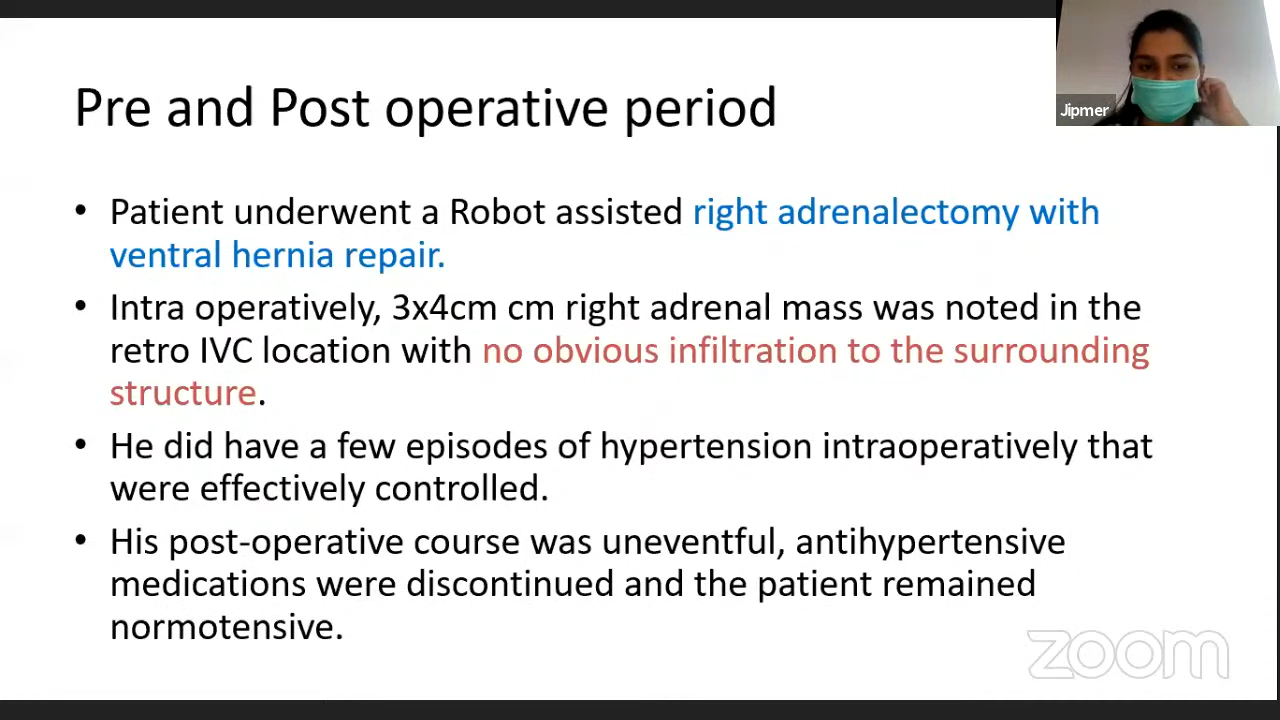 Jipmer
Pre and Post operative period
• Patient underwent a Robot assisted right adrenalectomy with
ventral hernia repair.
• Intra operatively, 3x4cm cm right adrenal mass was noted in the
retro IVC location with no obvious infiltration to the surrounding
structure.
• He did have a few episodes of hypertension intraoperatively that
were effectively controlled.
• His post-operative course was uneventful, antihypertensive
medications were discontinued and the patient remained
normotensive.
zoom